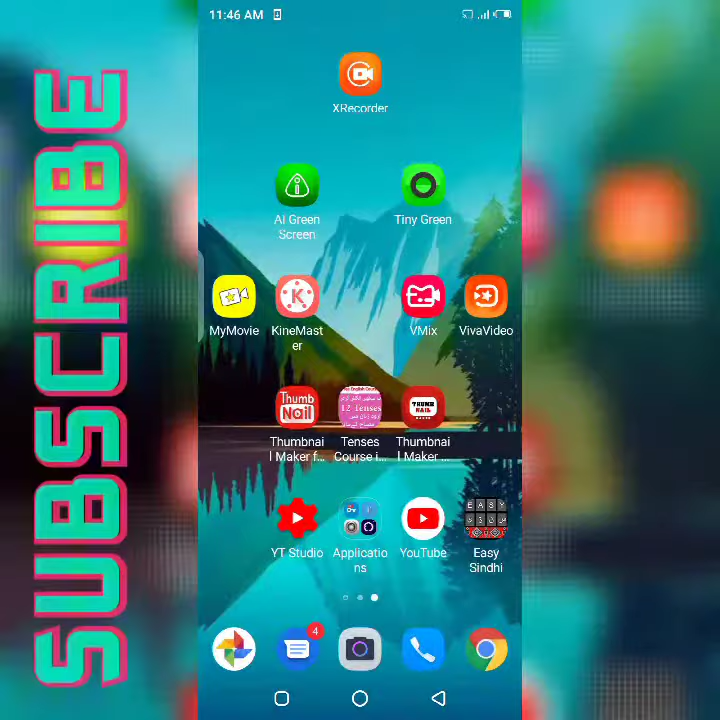 SUBSCRIBE
11:46 AM
XRecorder
AI Green
Screen
Tiny Green
MyMovie
KineMast
er
VMix
VivaVideo
Thumb
Nail
12 Tenses
THUMB
NAIL
Thumbnai
l Maker f...
Tenses
Course i...
Thumbnai
l Maker ...
EASY
YT Studio
Applicatio
ns
YouTube
Easy
Sindhi
4